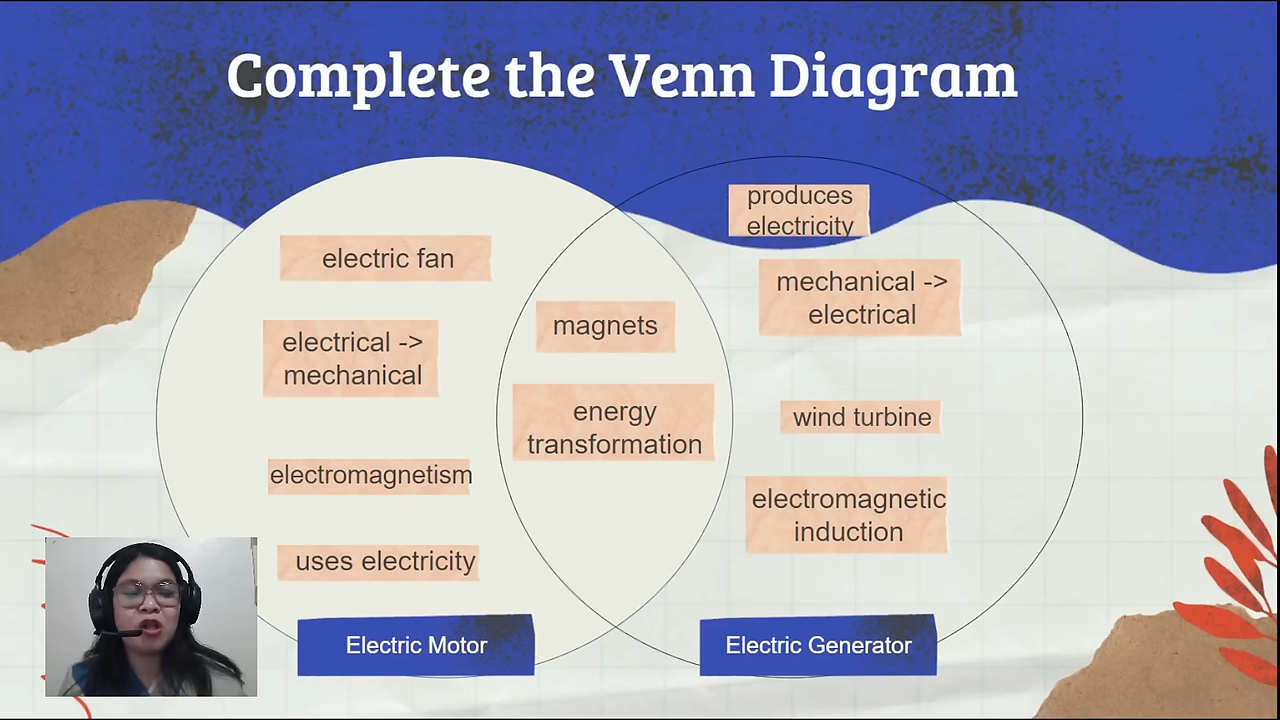 Complete the Venn Diagram
produces
electricity
electric fan
mechanical ->
electrical
magnets
electrical ->
mechanical
energy
transformation
wind turbine
electromagnetism
electromagnetic
induction
uses electricity
Electric Motor
Electric Generator